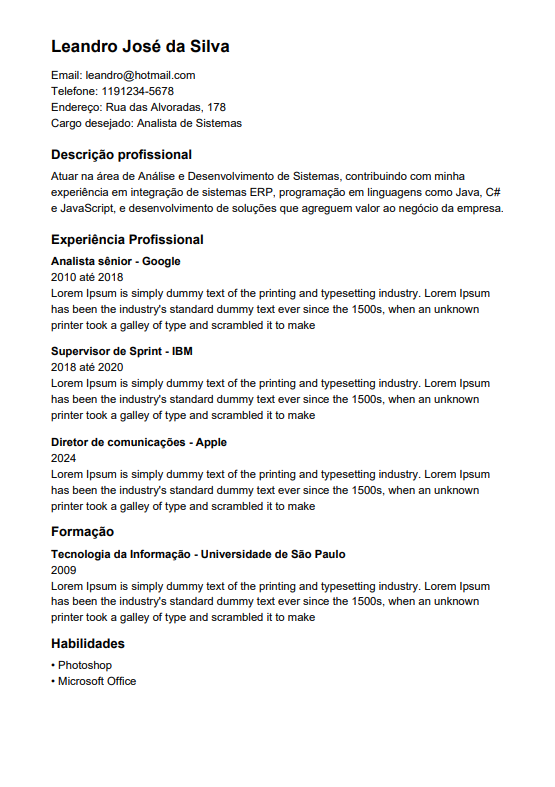 Leandro José da Silva
Email: leandro@hotmail.com
Telefone: 1191234-5678
Endereço: Rua das Alvoradas, 178
Cargo desejado: Analista de Sistemas
Descrição profissional
Atuar na área de Análise e Desenvolvimento de Sistemas, contribuindo com minha
experiência em integração de sistemas ERP, programação em linguagens como Java, C#
e JavaScript, e desenvolvimento de soluções que agreguem valor ao negócio da empresa.
Experiência Profissional
Analista sênior - Google
2010 até 2018
Lorem Ipsum is simply dummy text of the printing and typesetting industry. Lorem Ipsum
has been the industry's standard dummy text ever since the 1500s, when an unknown
printer took a galley of type and scrambled it to make
Supervisor de Sprint - IBM
2018 até 2020
Lorem Ipsum is simply dummy text of the printing and typesetting industry. Lorem Ipsum
has been the industry's standard dummy text ever since the 1500s, when an unknown
printer took a galley of type and scrambled it to make
Diretor de comunicações - Apple
2024
Lorem Ipsum is simply dummy text of the printing and typesetting industry. Lorem Ipsum
has been the industry's standard dummy text ever since the 1500s, when an unknown
printer took a galley of type and scrambled it to make
Formação
Tecnologia da Informação - Universidade de São Paulo
2009
Lorem Ipsum is simply dummy text of the printing and typesetting industry. Lorem Ipsum
has been the industry's standard dummy text ever since the 1500s, when an unknown
printer took a galley of type and scrambled it to make
Habilidades
• Photoshop
• Microsoft Office